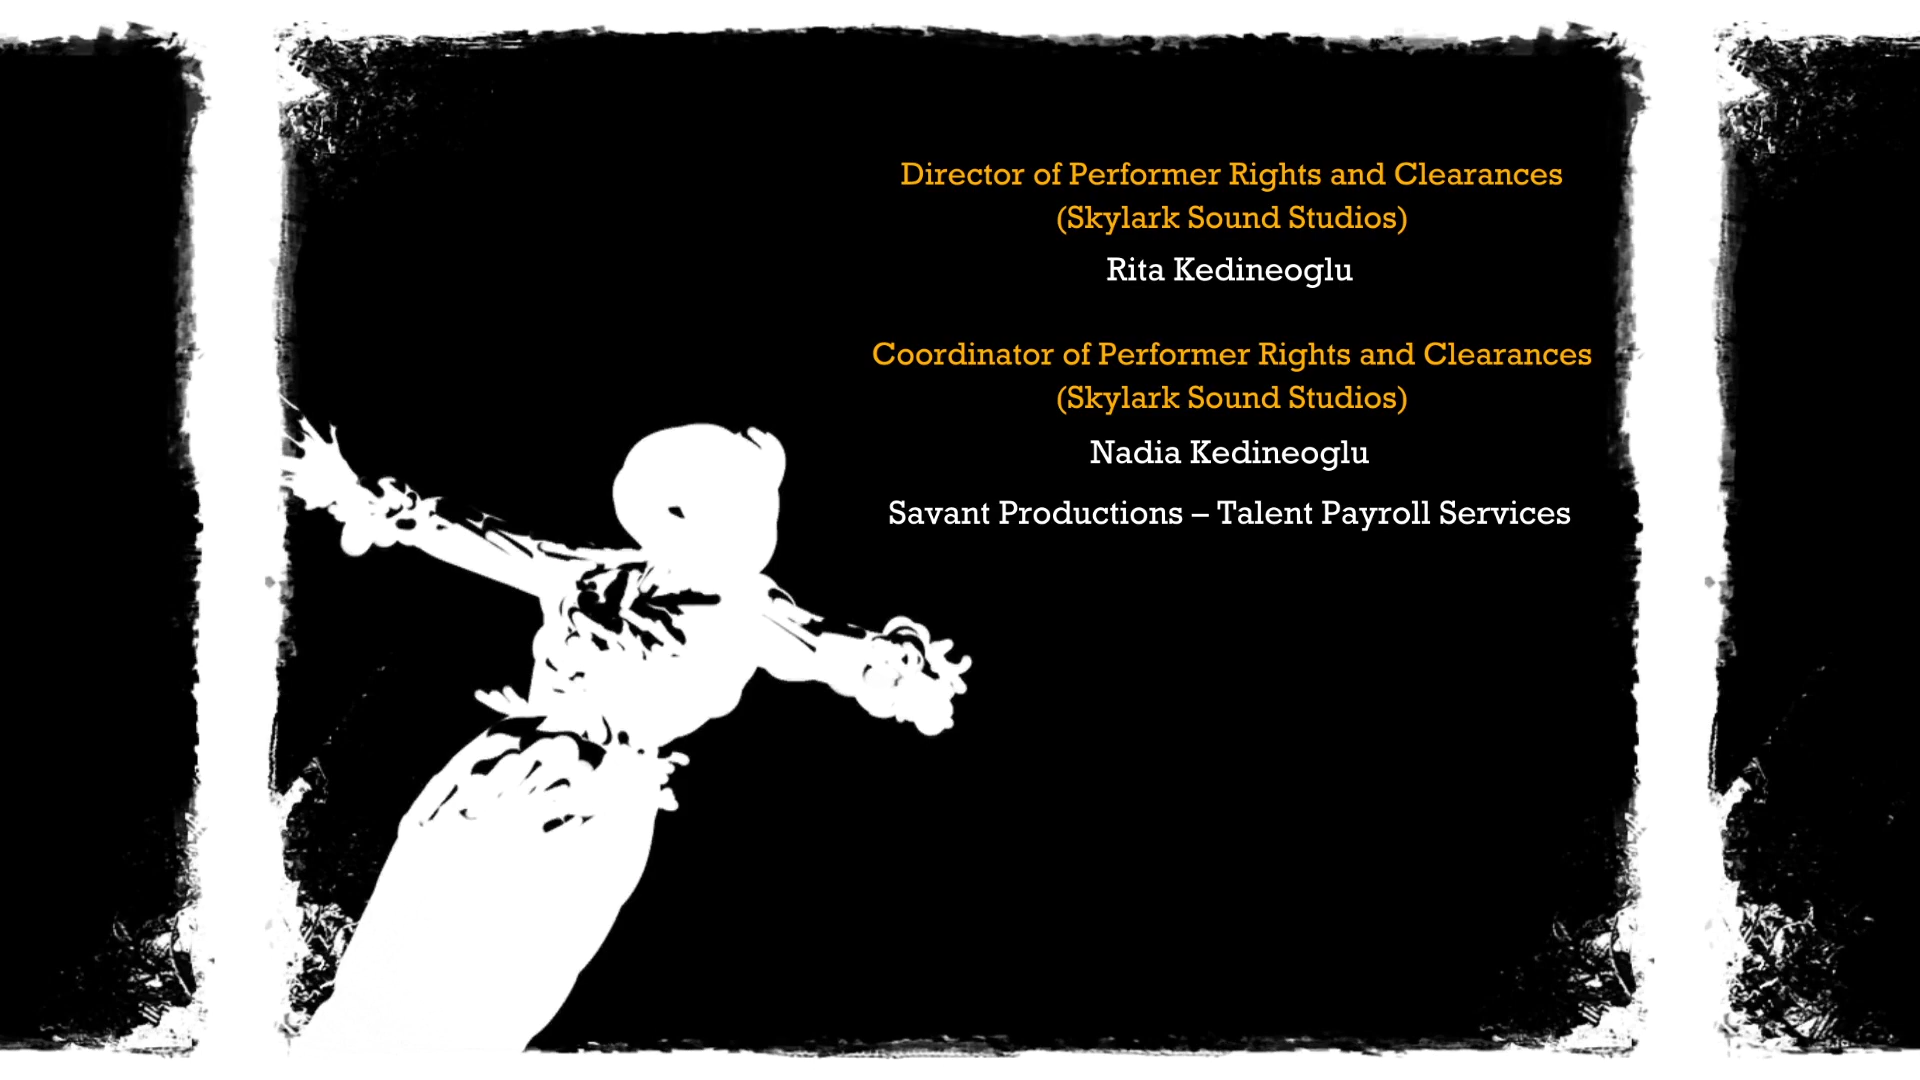 Director of Performer Rights and Clearances
(Skylark Sound Studios)
Rita Kedineoglu
Coordinator of Performer Rights and Clearances
(Skylark Sound Studios)
Nadia Kedineoglu
Savant Productions – Talent Payroll Services